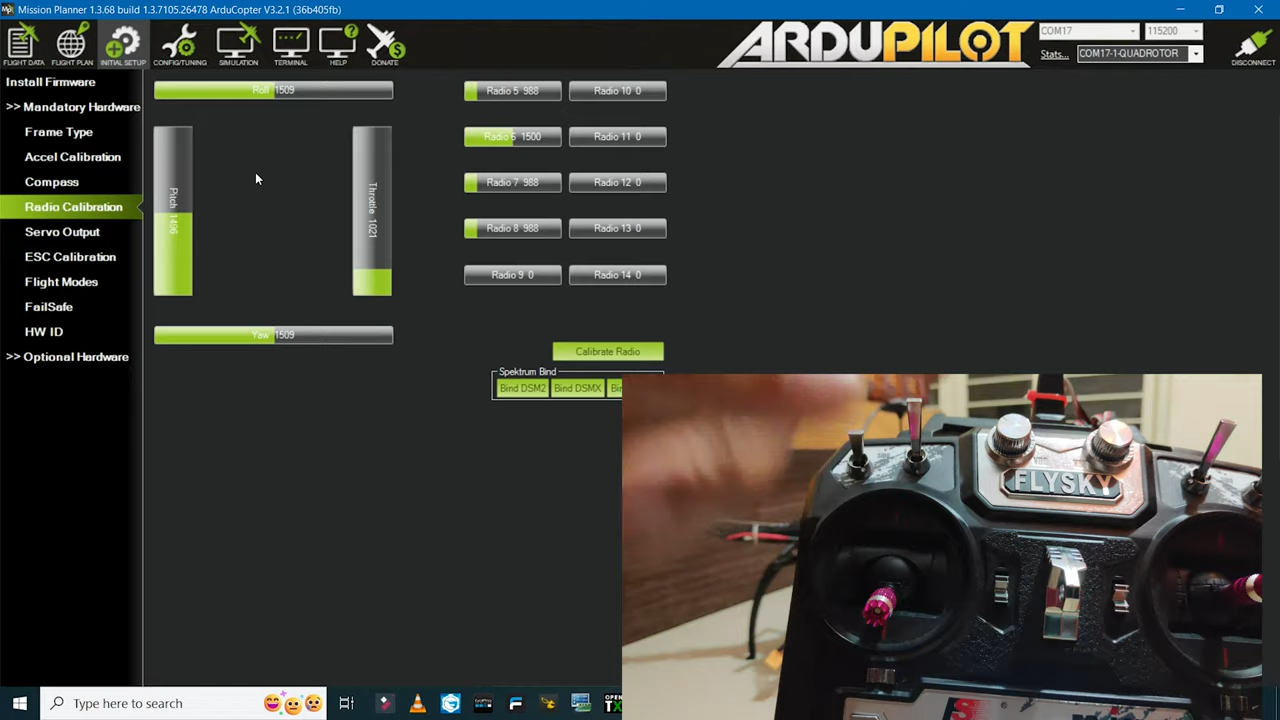 Mission Planner 1.3.68 build 1.3.7105.26478 ArduCopter V3.2.1 (36b405fb)
FLIGHT DATA
FLIGHT PLAN
INITIAL SETUP
CONFIG/TUNING
SIMULATION
TERMINAL
HELP
DONATE
ARDUPILOT
COM17
115200
Stats...
COM17-1-QUADROTOR
DISCONNECT
Install Firmware
>> Mandatory Hardware
Frame Type
Accel Calibration
Compass
Radio Calibration
Servo Output
ESC Calibration
Flight Modes
FailSafe
HW ID
>> Optional Hardware
Roll 1509
Pitch 1496
Throttle 1021
Yaw 1509
Radio 5 988
Radio 10 0
Radio 6 1500
Radio 11 0
Radio 7 988
Radio 12 0
Radio 8 988
Radio 13 0
Radio 9 0
Radio 14 0
Calibrate Radio
Spektrum Bind
Bind DSM2
Bind DSMX
FLYSKY
Type here to search
OPEN
TX